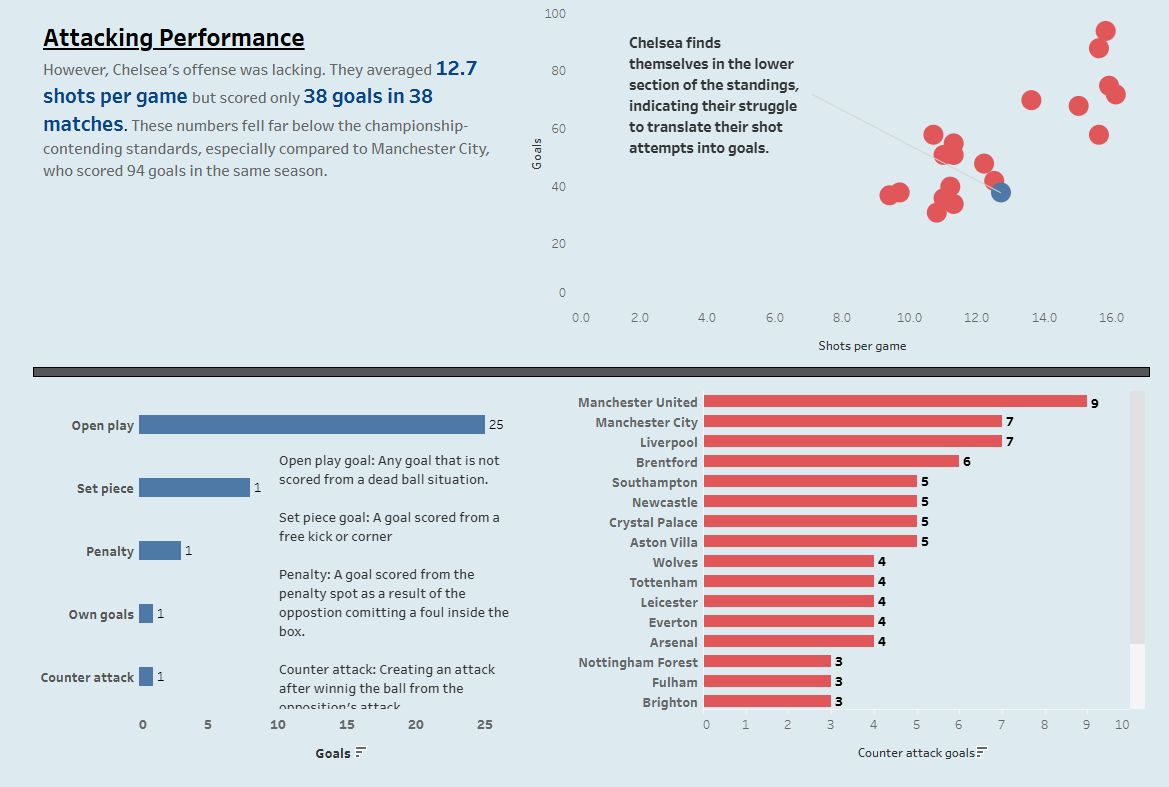 Attacking Performance
However, Chelsea's offense was lacking. They averaged 12.7
shots per game but scored only 38 goals in 38
matches. These numbers fell far below the championship-
contending standards, especially compared to Manchester City,
who scored 94 goals in the same season.
100
80
60
40
20
0
Goals
Chelsea finds
themselves in the lower
section of the standings,
indicating their struggle
to translate their shot
attempts into goals.
0.0 2.0 4.0 6.0 8.0 10.0 12.0 14.0 16.0
Shots per game
Open play 25
Set piece 1
Penalty 1
Own goals 1
Counter attack 1
Open play goal: Any goal that is not
scored from a dead ball situation.
Set piece goal: A goal scored from a
free kick or corner
Penalty: A goal scored from the
penalty spot as a result of the
oppostion comitting a foul inside the
box.
Counter attack: Creating an attack
after winnig the ball from the
opposition's attack
0 5 10 15 20 25
Goals
Manchester United 9
Manchester City 7
Liverpool 7
Brentford 6
Southampton 5
Newcastle 5
Crystal Palace 5
Aston Villa 5
Wolves 4
Tottenham 4
Leicester 4
Everton 4
Arsenal 4
Nottingham Forest 3
Fulham 3
Brighton 3
0 1 2 3 4 5 6 7 8 9 10
Counter attack goals